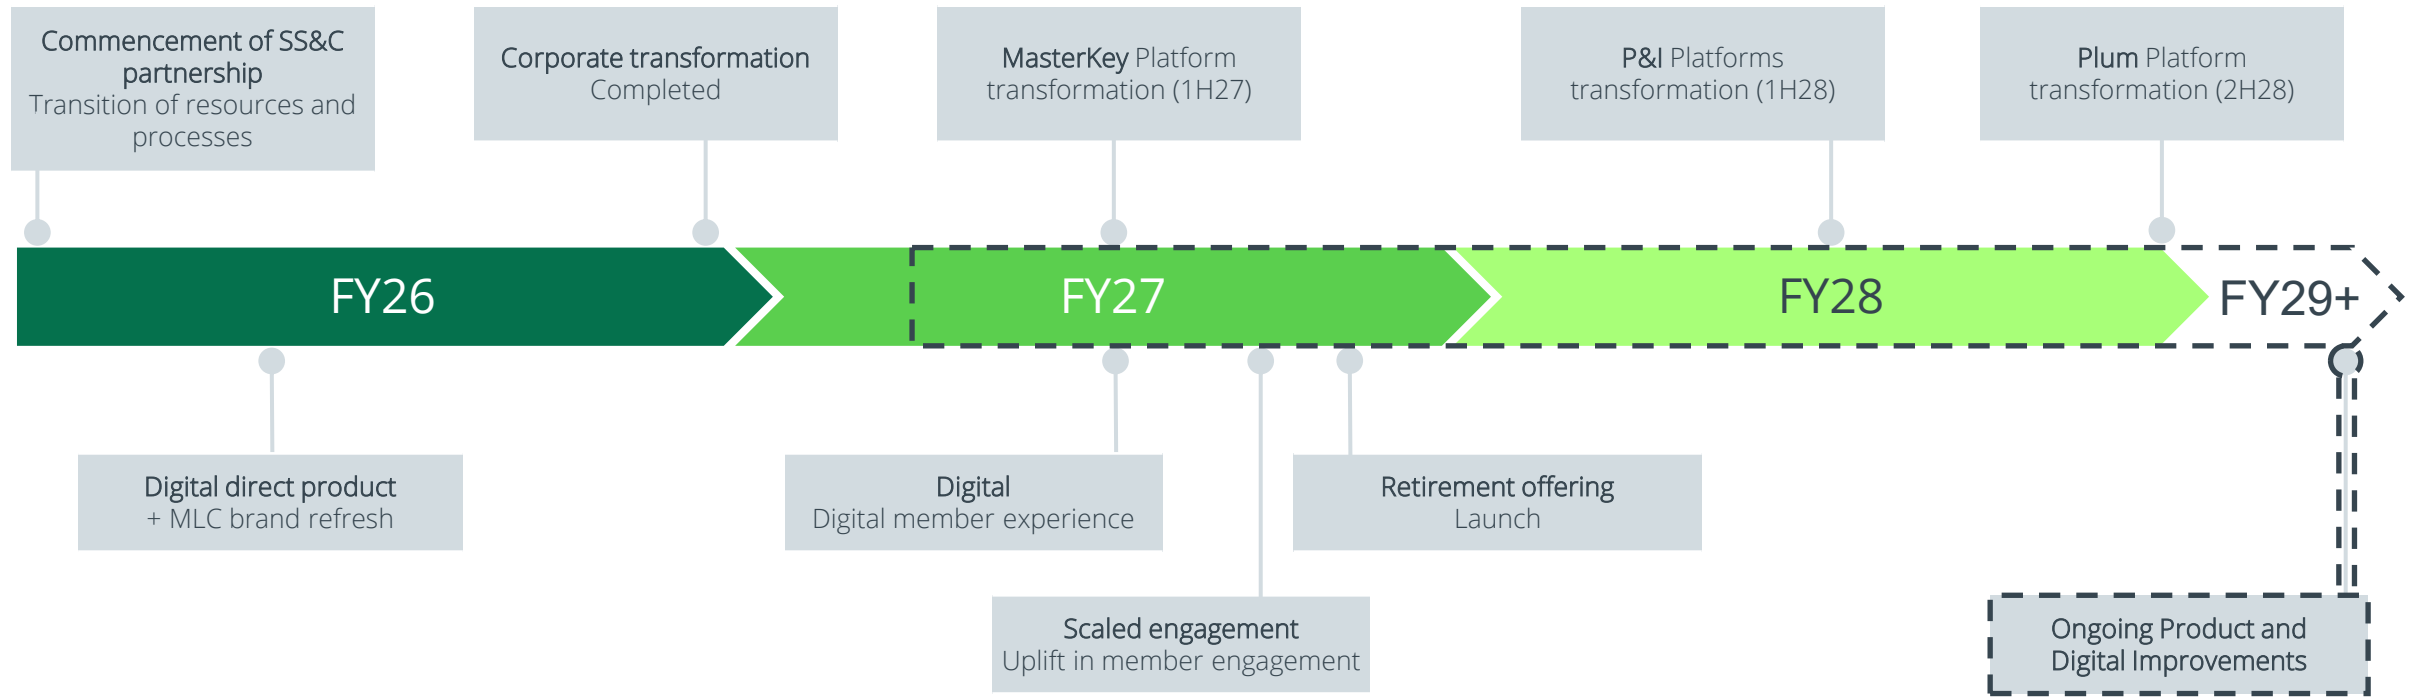 Commencement of SS&C
partnership
Transition of resources and
processes
Corporate transformation
Completed
MasterKey Platform
transformation (1H27)
P&I Platforms
transformation (1H28)
Plum Platform
transformation (2H28)
FY26
FY27
FY28
FY29+
Digital direct product
+ MLC brand refresh
Digital
Digital member experience
Retirement offering
Launch
Scaled engagement
Uplift in member engagement
Ongoing Product and
Digital Improvements